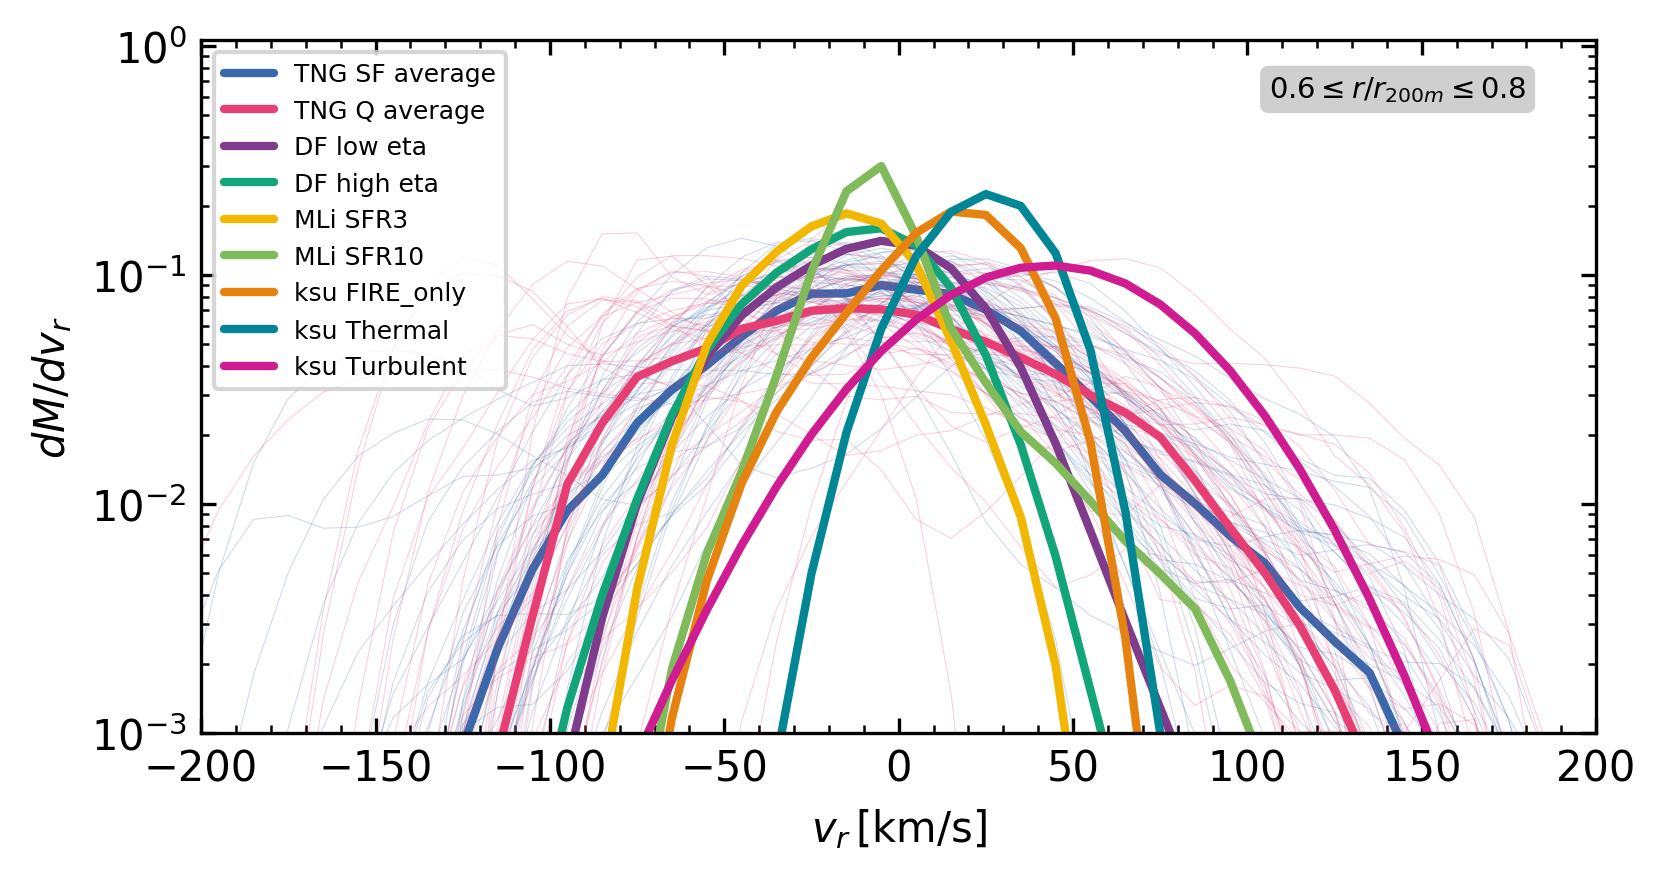 10⁰
10⁻¹
10⁻²
10⁻³
dM/dvᵣ
TNG SF average
TNG Q average
DF low eta
DF high eta
MLi SFR3
MLi SFR10
ksu FIRE_only
ksu Thermal
ksu Turbulent
0.6 ≤ r/r₂₀₀ₘ ≤ 0.8
−200 −150 −100 −50 0 50 100 150 200
vᵣ [km/s]